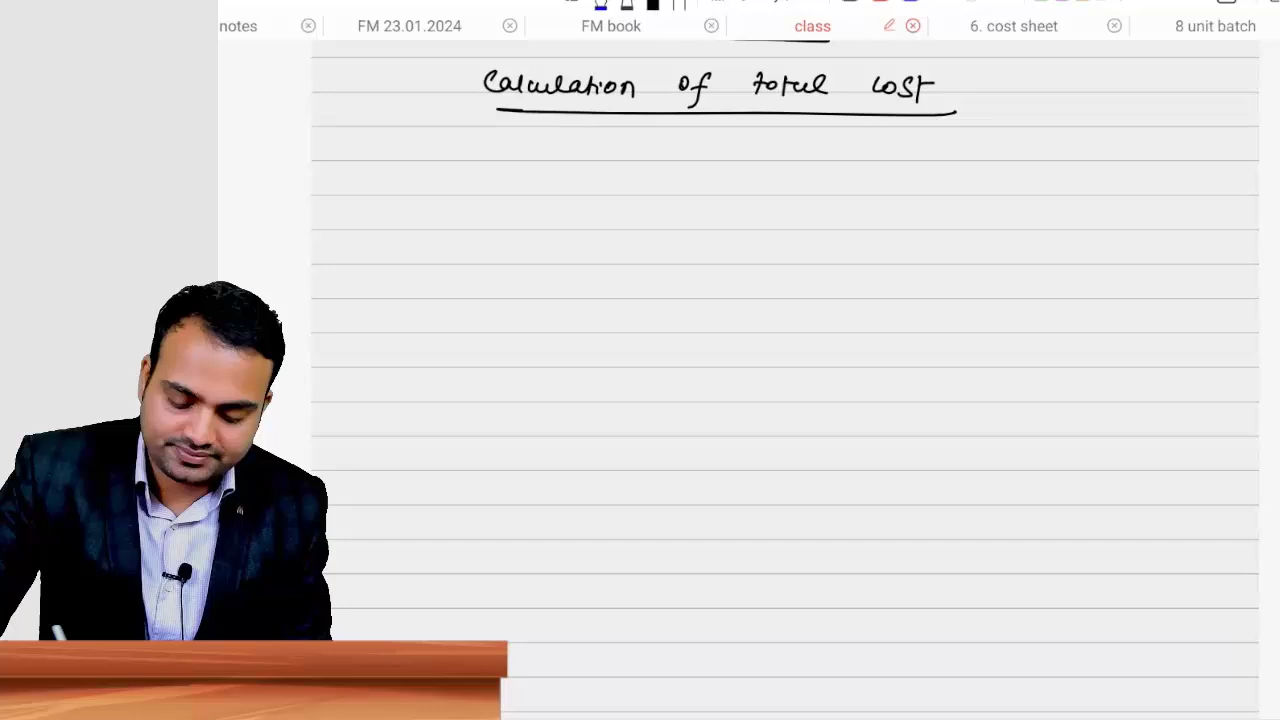 notes FM 23.01.2024 FM book class 6. cost sheet 8 unit batch
Calculation of total cost